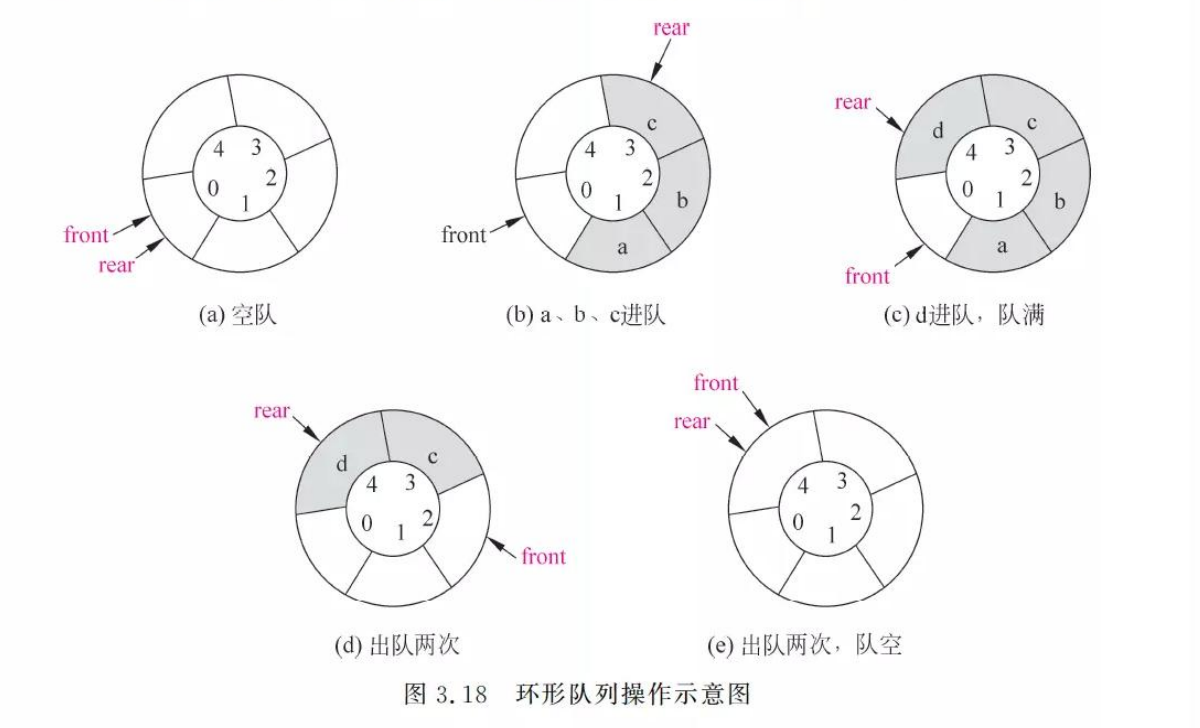 rear
c
4 3
0 2
1
b
a
front
rear
front
(a) 空队
(b) a、b、c进队
rear
d
c
4 3
0 2
1
b
a
front
4 3
0 2
1
(c) d进队，队满
rear
d
c
4 3
0 2
1
front
(d) 出队两次
front
rear
4 3
0 2
1
(e) 出队两次，队空
图 3.18 环形队列操作示意图